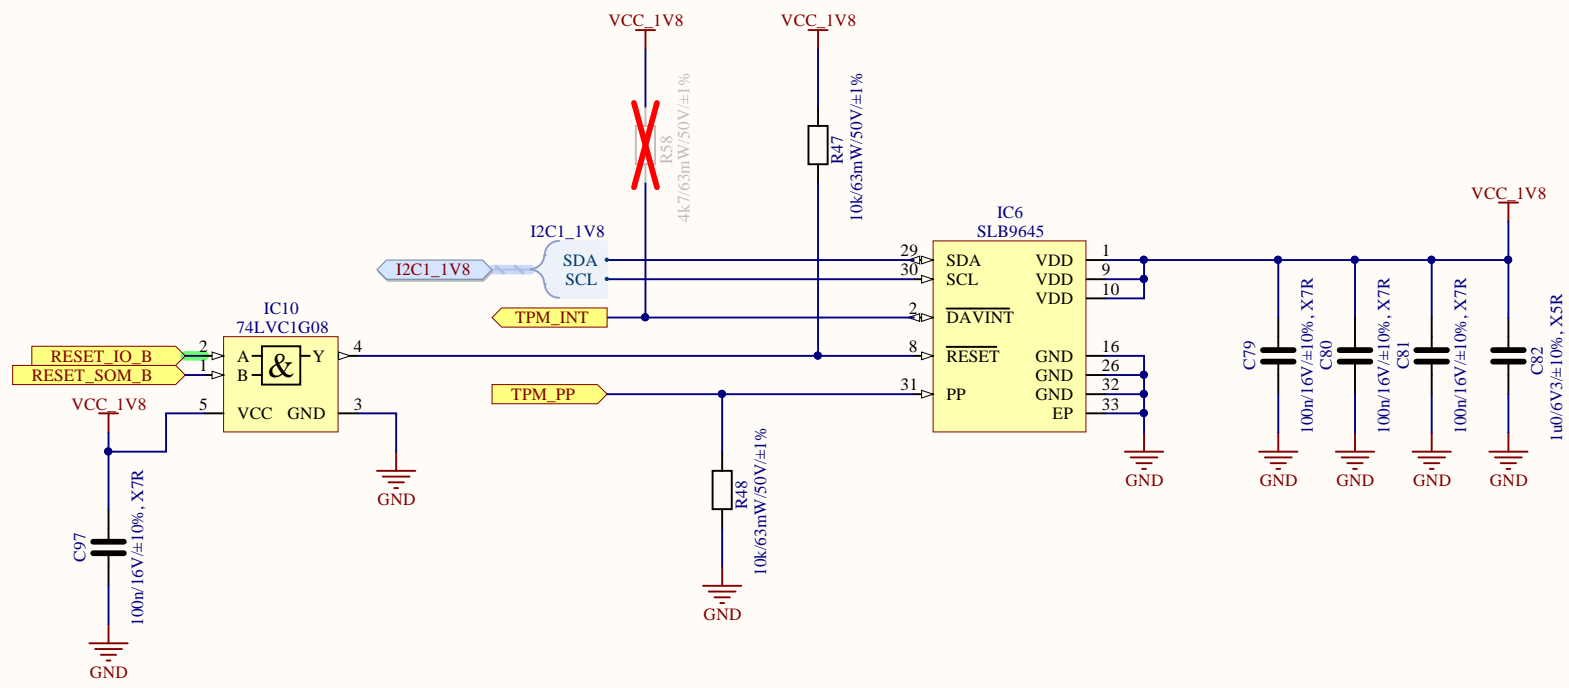 VCC_1V8
VCC_1V8
R58
4k7/63mW/50V/±1%
R47
10k/63mW/50V/±1%
VCC_1V8
IC6
SLB9645
I2C1_1V8
I2C1_1V8
SDA
SCL
29
30
SDA
SCL
VDD
VDD
VDD
1
9
10
TPM_INT
2
DAVINT
IC10
74LVC1G08
RESET_IO_B
RESET_SOM_B
2
1
A
B
&
Y
4
8
RESET
GND
GND
GND
EP
16
26
32
33
TPM_PP
31
PP
VCC_1V8
5
VCC
GND
3
GND
C79
100n/16V/±10%, X7R
C80
100n/16V/±10%, X7R
C81
100n/16V/±10%, X7R
C82
1u0/6V3/±10%, X5R
GND
GND
GND
GND
GND
R48
10k/63mW/50V/±1%
GND
C97
100n/16V/±10%, X7R
GND